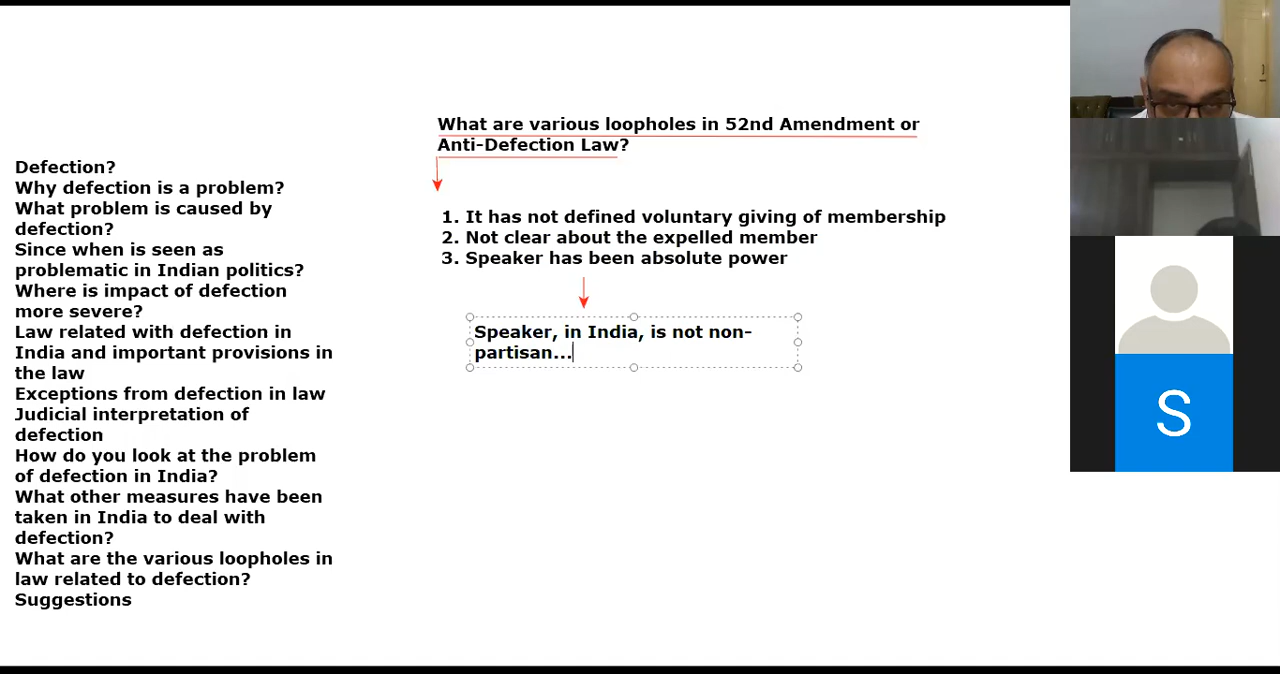 Defection?
Why defection is a problem?
What problem is caused by
defection?
Since when is seen as
problematic in Indian politics?
Where is impact of defection
more severe?
Law related with defection in
India and important provisions in
the law
Exceptions from defection in law
Judicial interpretation of
defection
How do you look at the problem
of defection in India?
What other measures have been
taken in India to deal with
defection?
What are the various loopholes in
law related to defection?
Suggestions
What are various loopholes in 52nd Amendment or
Anti-Defection Law?
1. It has not defined voluntary giving of membership
2. Not clear about the expelled member
3. Speaker has been absolute power
Speaker, in India, is not non-
partisan...
S